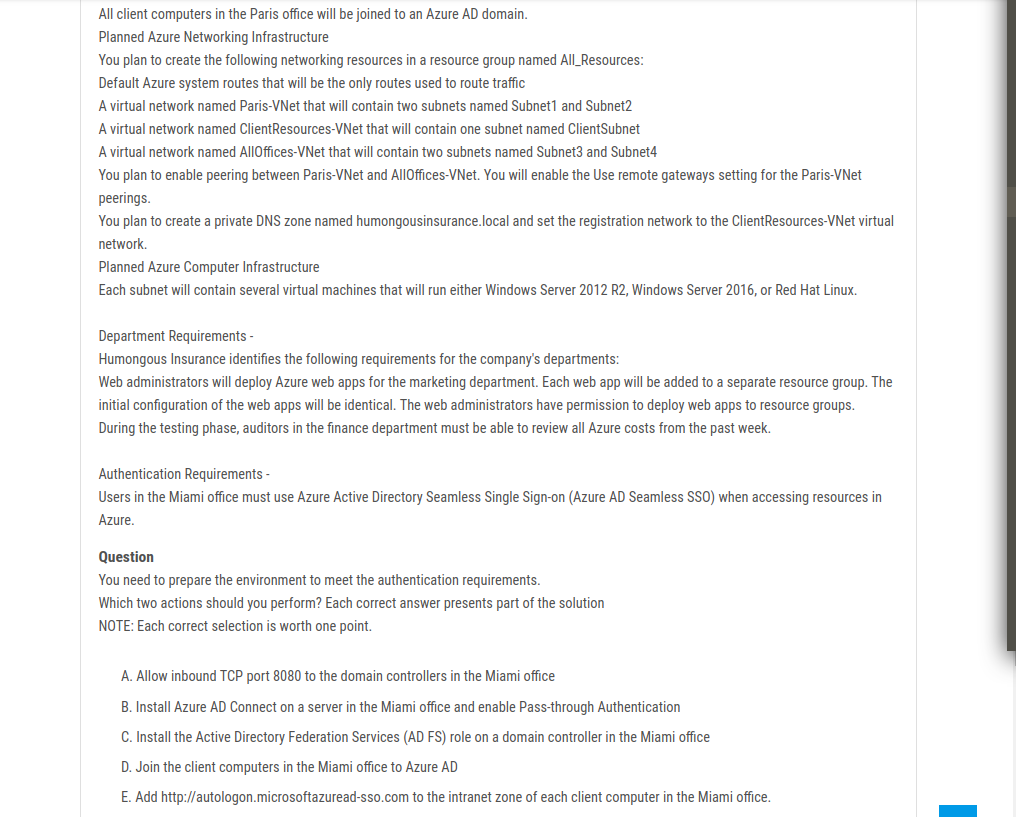 All client computers in the Paris office will be joined to an Azure AD domain.
Planned Azure Networking Infrastructure
You plan to create the following networking resources in a resource group named All_Resources:
Default Azure system routes that will be the only routes used to route traffic
A virtual network named Paris-VNet that will contain two subnets named Subnet1 and Subnet2
A virtual network named ClientResources-VNet that will contain one subnet named ClientSubnet
A virtual network named AllOffices-VNet that will contain two subnets named Subnet3 and Subnet4
You plan to enable peering between Paris-VNet and AllOffices-VNet. You will enable the Use remote gateways setting for the Paris-VNet
peerings.
You plan to create a private DNS zone named humongousinsurance.local and set the registration network to the ClientResources-VNet virtual
network.
Planned Azure Computer Infrastructure
Each subnet will contain several virtual machines that will run either Windows Server 2012 R2, Windows Server 2016, or Red Hat Linux.
Department Requirements -
Humongous Insurance identifies the following requirements for the company's departments:
Web administrators will deploy Azure web apps for the marketing department. Each web app will be added to a separate resource group. The
initial configuration of the web apps will be identical. The web administrators have permission to deploy web apps to resource groups.
During the testing phase, auditors in the finance department must be able to review all Azure costs from the past week.
Authentication Requirements -
Users in the Miami office must use Azure Active Directory Seamless Single Sign-on (Azure AD Seamless SSO) when accessing resources in
Azure.
Question
You need to prepare the environment to meet the authentication requirements.
Which two actions should you perform? Each correct answer presents part of the solution
NOTE: Each correct selection is worth one point.
A. Allow inbound TCP port 8080 to the domain controllers in the Miami office
B. Install Azure AD Connect on a server in the Miami office and enable Pass-through Authentication
C. Install the Active Directory Federation Services (AD FS) role on a domain controller in the Miami office
D. Join the client computers in the Miami office to Azure AD
E. Add http://autologon.microsoftazuread-sso.com to the intranet zone of each client computer in the Miami office.